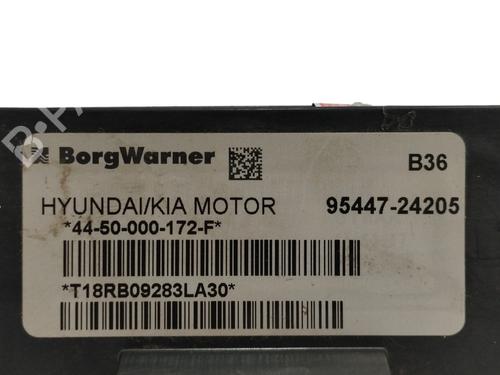 BorgWarner B36
HYUNDAI/KIA MOTOR 95447-24205
*44-50-000-172-F*
*T18RB09283LA30*